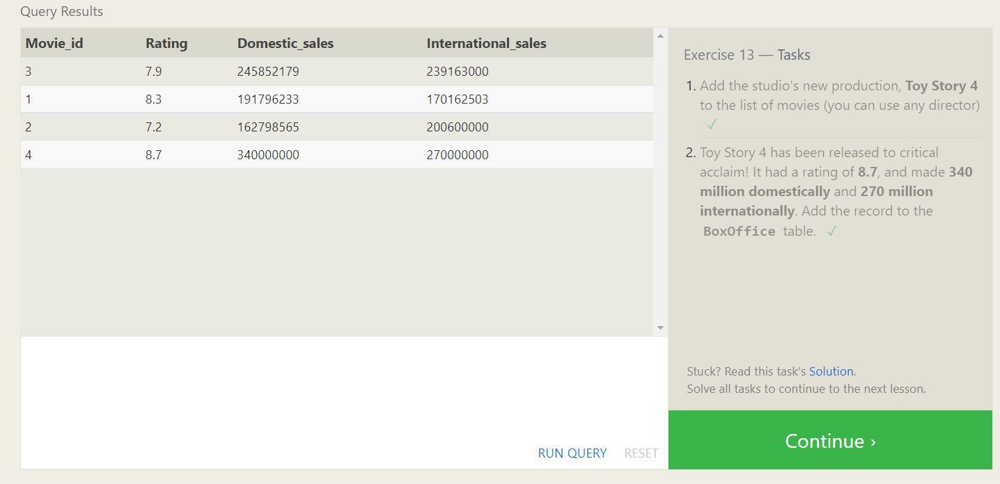 Query Results
Movie_id Rating Domestic_sales International_sales
3 7.9 245852179 239163000
1 8.3 191796233 170162503
2 7.2 162798565 200600000
4 8.7 340000000 270000000
RUN QUERY RESET
Exercise 13 — Tasks
1. Add the studio's new production, Toy Story 4
to the list of movies (you can use any director)
✓
2. Toy Story 4 has been released to critical
acclaim! It had a rating of 8.7, and made 340
million domestically and 270 million
internationally. Add the record to the
BoxOffice table. ✓
Stuck? Read this task's Solution.
Solve all tasks to continue to the next lesson.
Continue ›